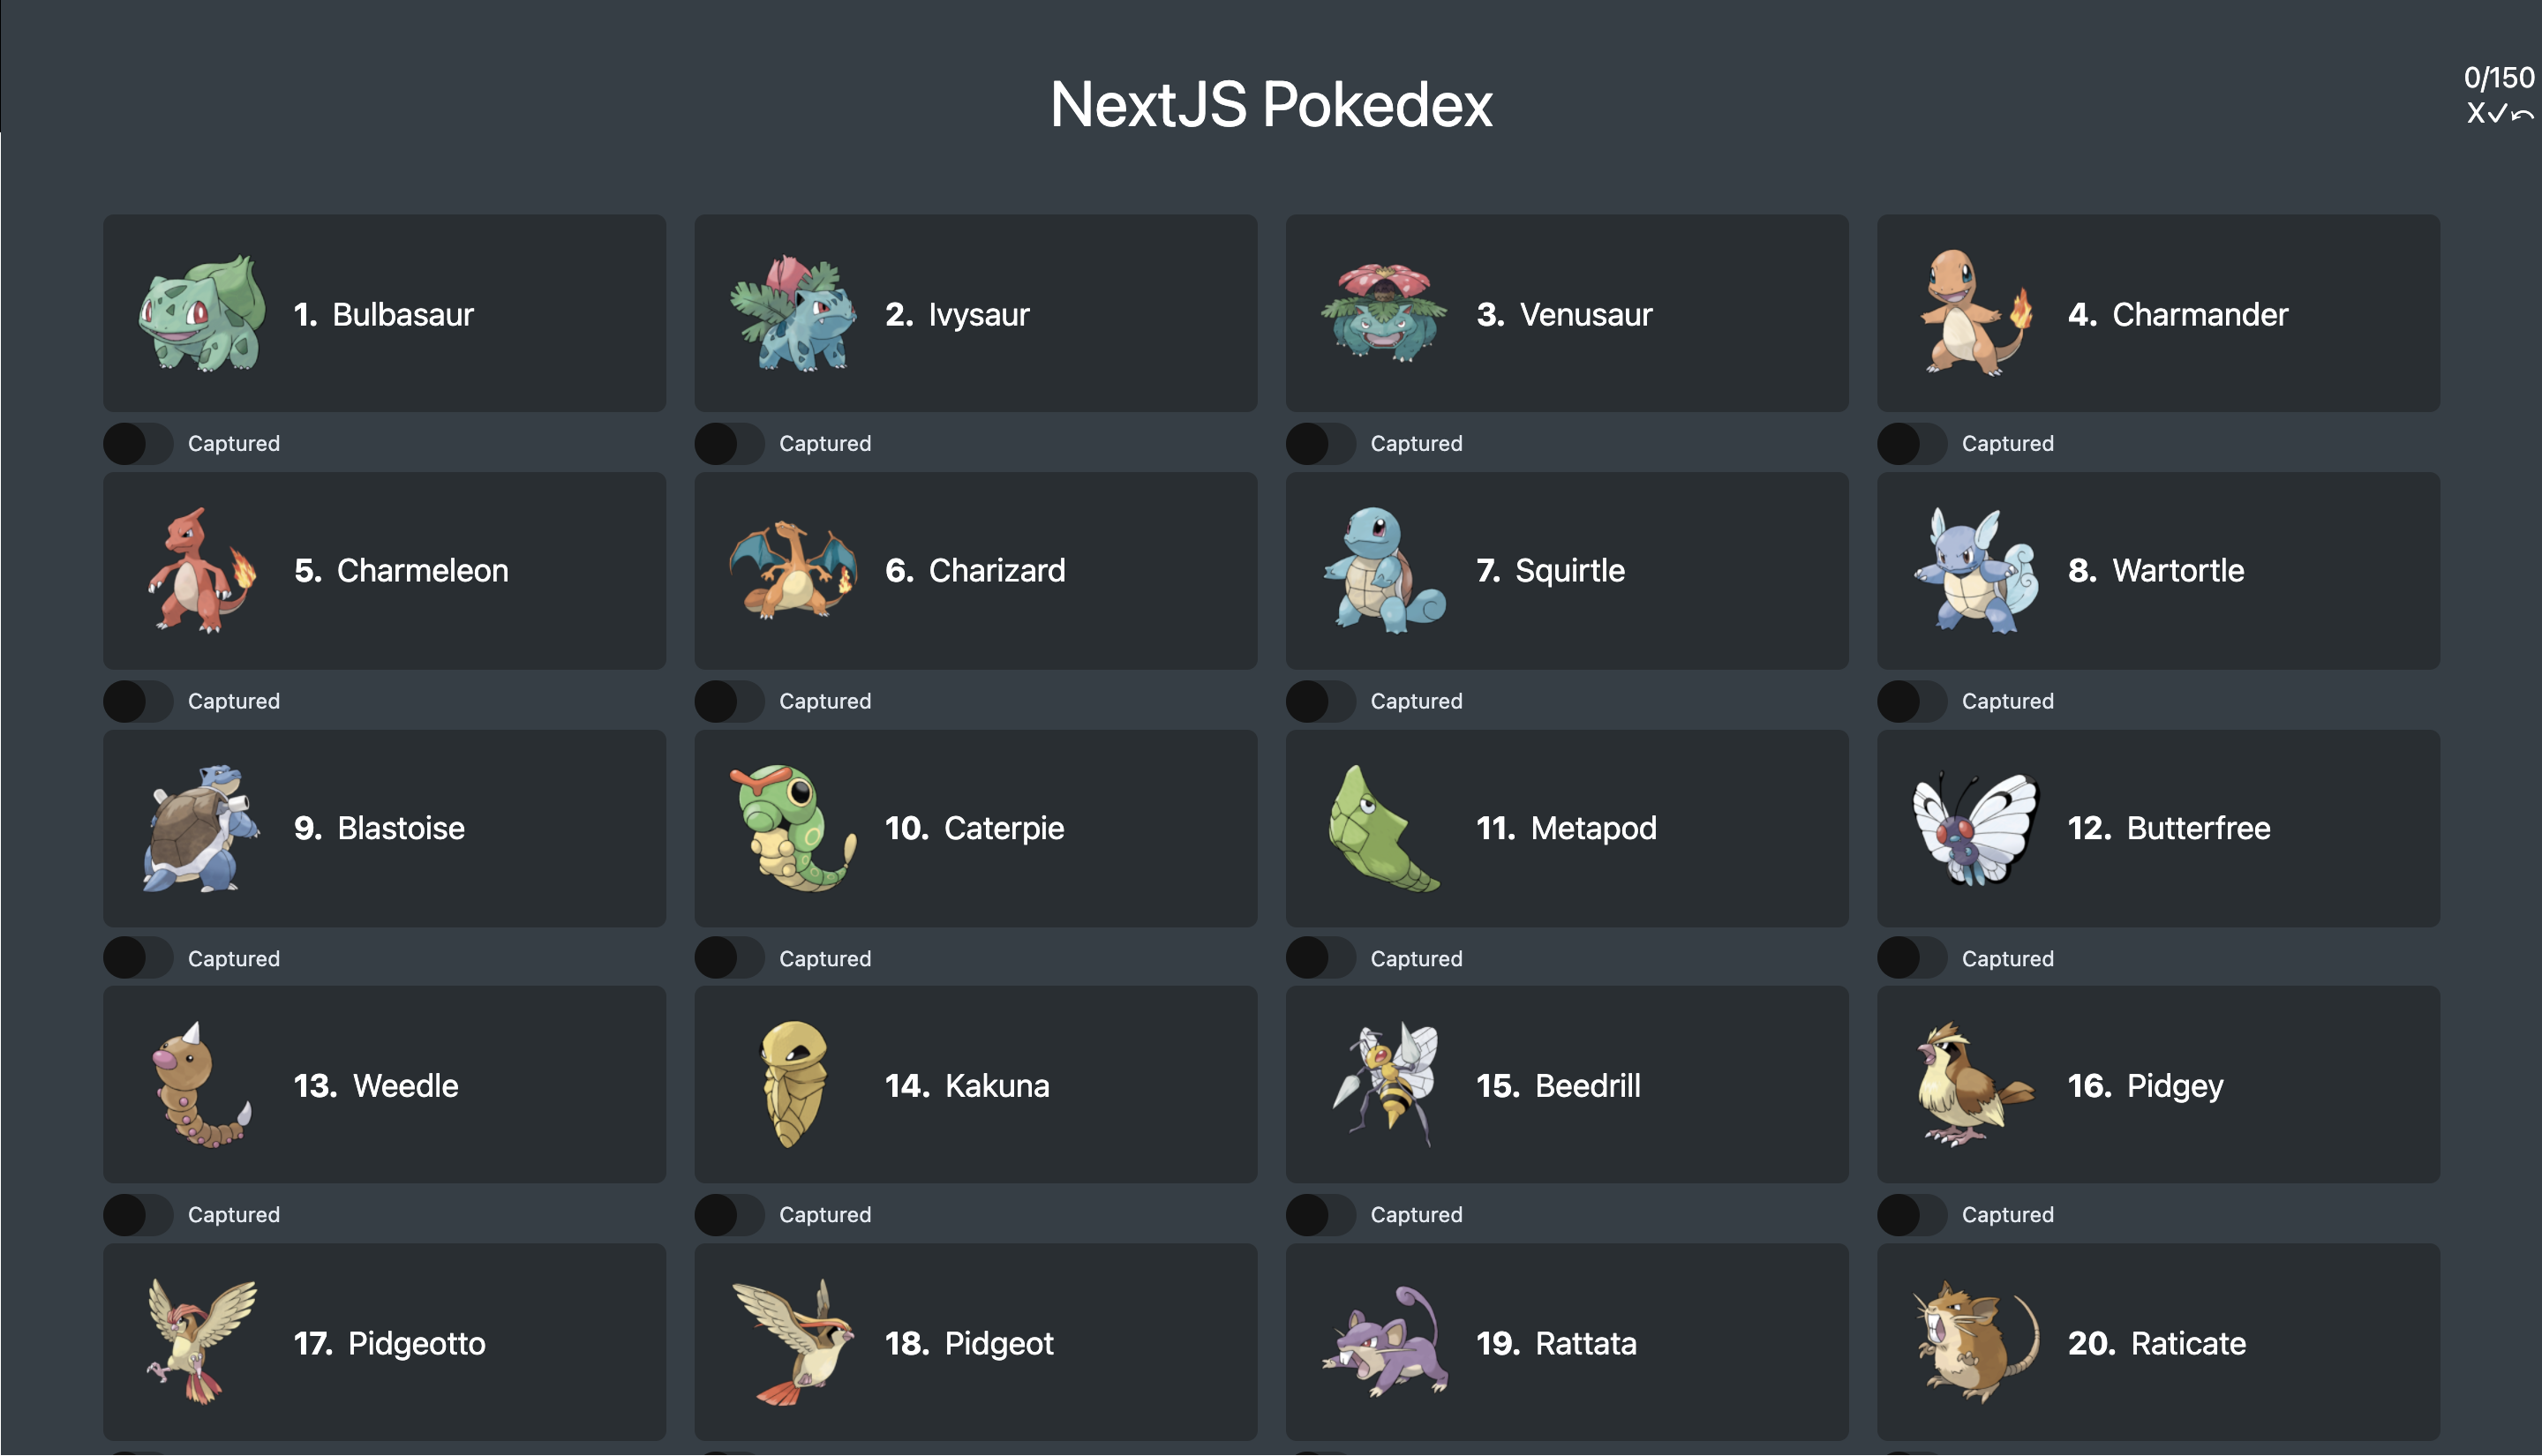 NextJS Pokedex
0/150
X✓↶
1. Bulbasaur
2. Ivysaur
3. Venusaur
4. Charmander
Captured
Captured
Captured
Captured
5. Charmeleon
6. Charizard
7. Squirtle
8. Wartortle
Captured
Captured
Captured
Captured
9. Blastoise
10. Caterpie
11. Metapod
12. Butterfree
Captured
Captured
Captured
Captured
13. Weedle
14. Kakuna
15. Beedrill
16. Pidgey
Captured
Captured
Captured
Captured
17. Pidgeotto
18. Pidgeot
19. Rattata
20. Raticate